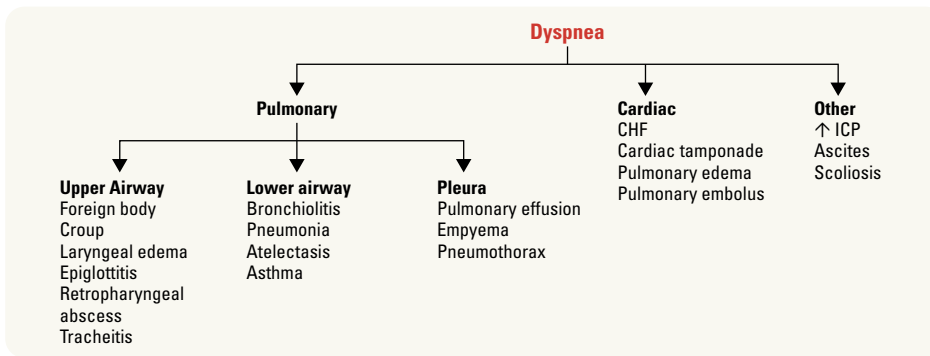 Dyspnea
Pulmonary
Cardiac
CHF
Cardiac tamponade
Pulmonary edema
Pulmonary embolus
Other
↑ ICP
Ascites
Scoliosis
Upper Airway
Foreign body
Croup
Laryngeal edema
Epiglottitis
Retropharyngeal
abscess
Tracheitis
Lower airway
Bronchiolitis
Pneumonia
Atelectasis
Asthma
Pleura
Pulmonary effusion
Empyema
Pneumothorax